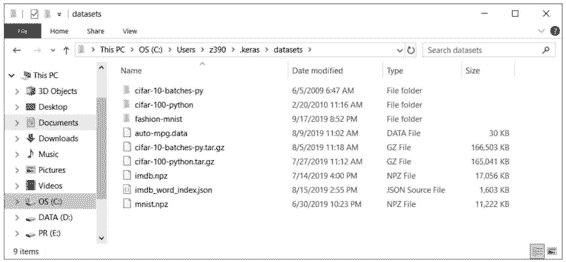 datasets
File Home Share View
This PC > OS (C:) > Users > z390 > .keras > datasets > Search datasets
Name Date modified Type Size
This PC
3D Objects
Desktop
Documents
Downloads
Music
Pictures
Videos
OS (C:)
DATA (D:)
PR (E:)
cifar-10-batches-py 6/5/2009 6:47 AM File folder
cifar-100-python 2/20/2010 11:16 AM File folder
fashion-mnist 9/17/2019 8:52 PM File folder
auto-mpg.data 8/9/2019 11:02 AM DATA File 30 KB
cifar-10-batches-py.tar.gz 8/5/2019 11:18 AM GZ File 166,503 KB
cifar-100-python.tar.gz 7/27/2019 11:12 AM GZ File 165,041 KB
imdb.npz 7/14/2019 4:00 PM NPZ File 17,056 KB
imdb_word_index.json 8/15/2019 2:55 PM JSON Source File 1,603 KB
mnist.npz 6/30/2019 10:23 PM NPZ File 11,222 KB
9 items